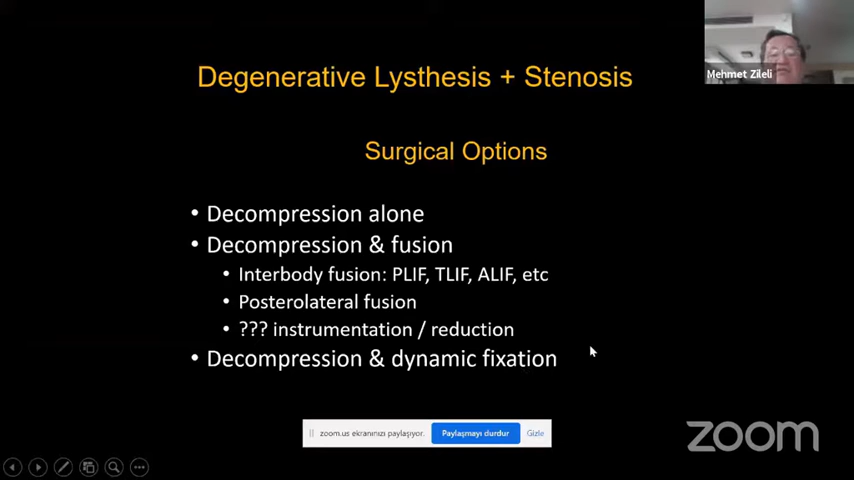 Mehmet Zileli
Degenerative Lysthesis + Stenosis
Surgical Options
• Decompression alone
• Decompression & fusion
• Interbody fusion: PLIF, TLIF, ALIF, etc
• Posterolateral fusion
• ??? instrumentation / reduction
• Decompression & dynamic fixation
zoom.us ekranınızı paylaşıyor. Paylaşmayı durdur Gizle
zoom